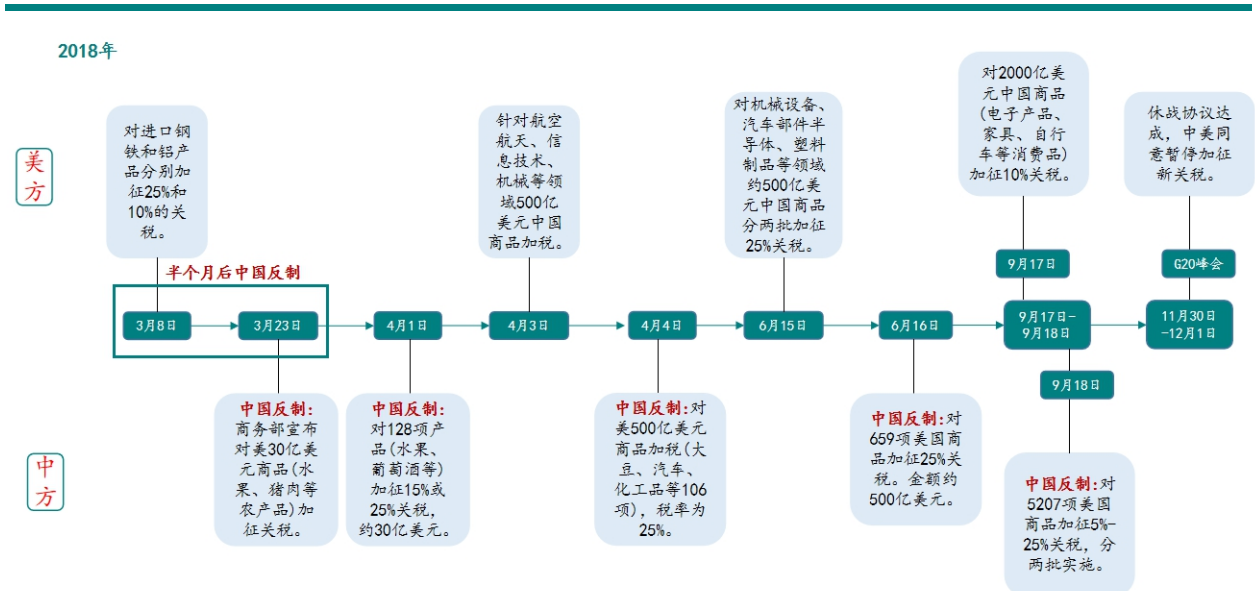 2018年
美
方
对进口钢
铁和铝产
品分别加
征25%和
10%的关
税。
针对航空
航天、信
息技术、
机械等领
域500亿
美元中国
商品加税。
对机械设备、
汽车部件半
导体、塑料
制品等领域
约500亿美
元中国商品
分两批加征
25%关税。
对2000亿美
元中国商品
(电子产品、
家具、自行
车等消费品)
加征10%关税。
休战协议达
成，中美同
意暂停加征
新关税。
9月17日
G20峰会
半个月后中国反制
3月8日
3月23日
4月1日
4月3日
4月4日
6月15日
6月16日
9月17日-
9月18日
11月30日
-12月1日
9月18日
中
方
中国反制:
商务部宣布
对美30亿美
元商品(水
果、猪肉等
农产品)加
征关税。
中国反制:
对128项产
品(水果、
葡萄酒等)
加征15%或
25%关税，
约30亿美元。
中国反制:对
美500亿美元
商品加税(大
豆、汽车、
化工品等106
项)，税率为
25%。
中国反制:对
659项美国商
品加征25%关
税。金额约
500亿美元。
中国反制:对
5207项美国
商品加征5%-
25%关税，分
两批实施。